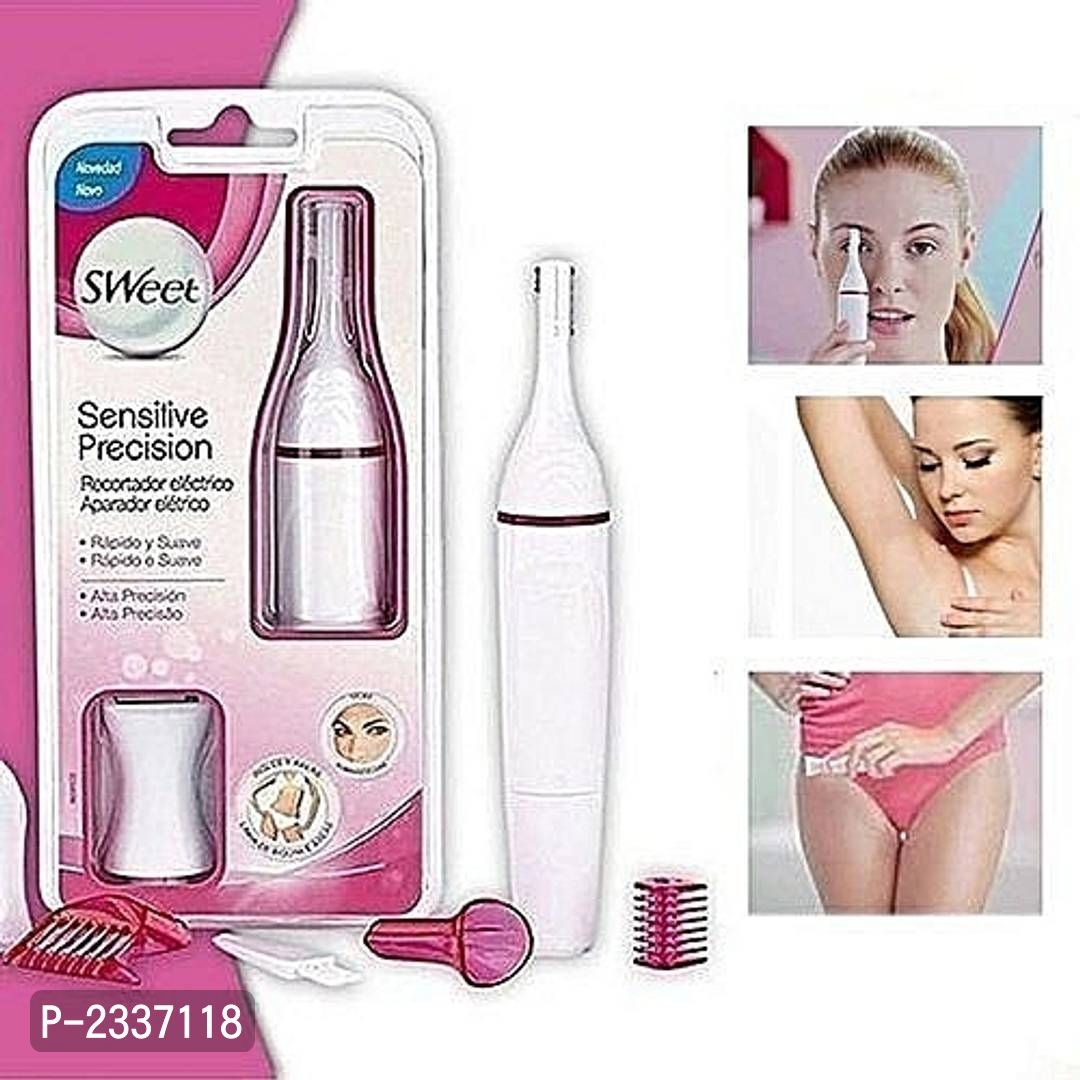 Novedad
Novo
SWeet
Sensitive
Precision
Recortador eléctrico
Aparador elétrico
• Rápido y Suave
• Rápido e Suave
• Alta Precisión
• Alta Precisão
P-2337118